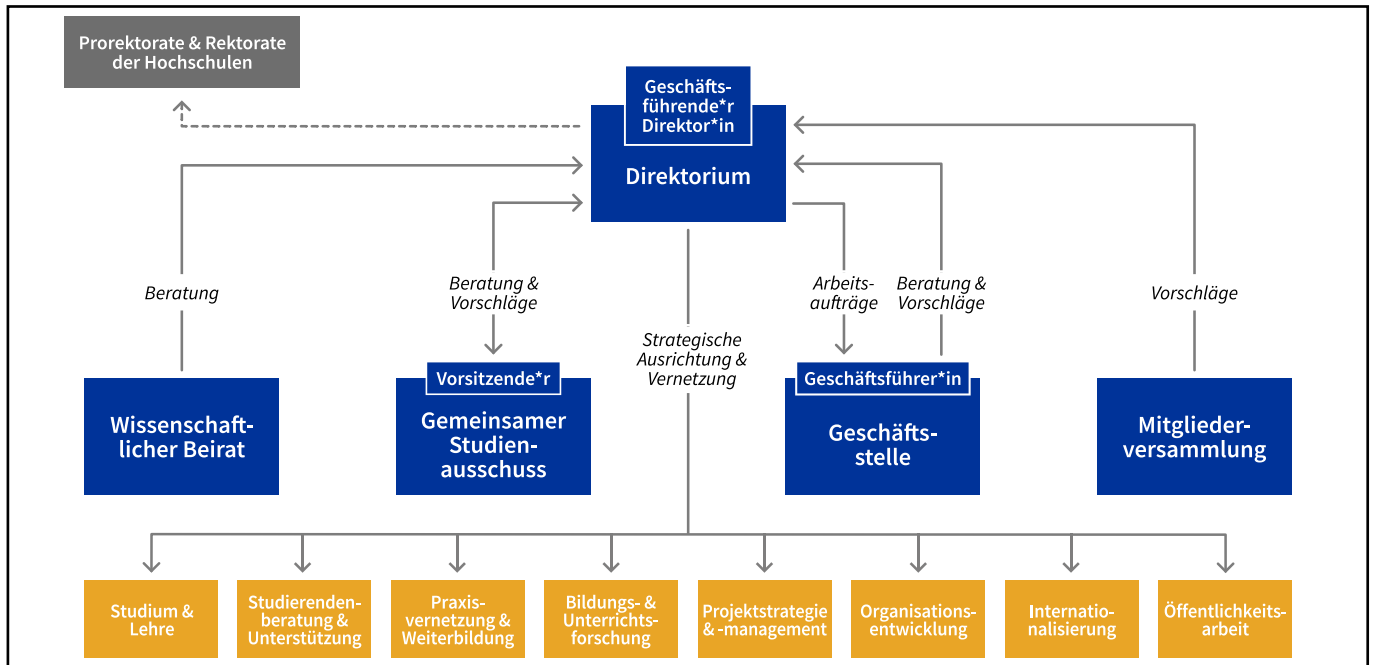 Prorektorate & Rektorate
der Hochschulen
Geschäfts-
führende*r
Direktor*in
Direktorium
Beratung
Beratung &
Vorschläge
Arbeits-
aufträge
Beratung &
Vorschläge
Vorschläge
Strategische
Ausrichtung &
Vernetzung
Wissenschaft-
licher Beirat
Vorsitzende*r
Gemeinsamer
Studien-
ausschuss
Geschäftsführer*in
Geschäfts-
stelle
Mitglieder-
versammlung
Studium &
Lehre
Studierenden-
beratung &
Unterstützung
Praxis-
vernetzung &
Weiterbildung
Bildungs- &
Unterrichts-
forschung
Projektstrategie
& -management
Organisations-
entwicklung
Internatio-
nalisierung
Öffentlichkeits-
arbeit